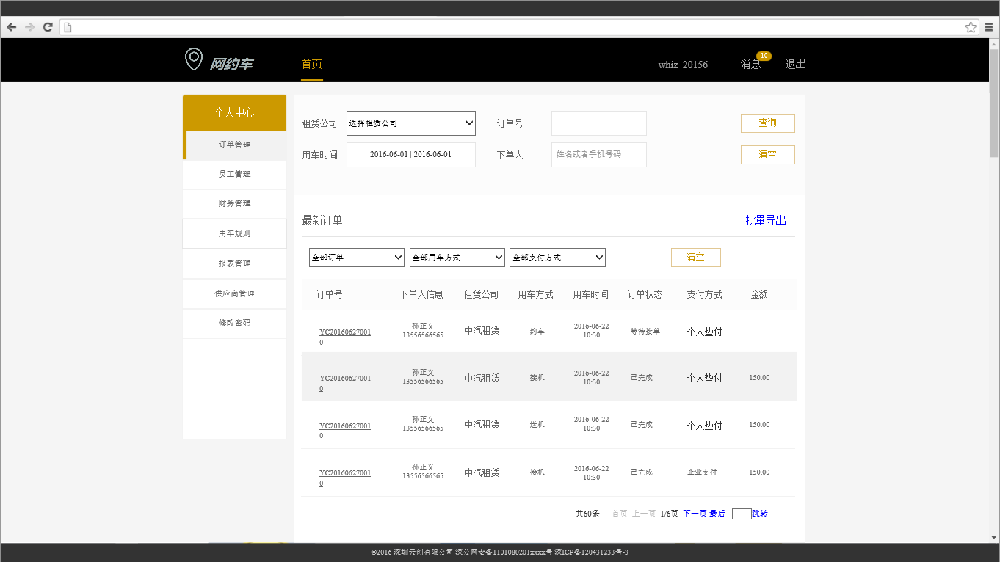 网约车 首页 whiz_20156 消息 10 退出
个人中心
订单管理
员工管理
财务管理
用车规则
报表管理
供应商管理
修改密码
租赁公司 选择租赁公司 订单号 查询
用车时间 2016-06-01 | 2016-06-01 下单人 姓名或者手机号码 清空
最新订单 批量导出
全部订单 全部用车方式 全部支付方式 清空
订单号 下单人信息 租赁公司 用车方式 用车时间 订单状态 支付方式 金额
YC20160627001
0
孙正义
13556566565
中汽租赁 约车
2016-06-22
10:30
等待接单 个人垫付
YC20160627001
0
孙正义
13556566565
中汽租赁 接机
2016-06-22
10:30
已完成 个人垫付 150.00
YC20160627001
0
孙正义
13556566565
中汽租赁 送机
2016-06-22
10:30
已完成 个人垫付 150.00
YC20160627001
0
孙正义
13556566565
中汽租赁 接机
2016-06-22
10:30
已完成 企业支付 150.00
共60条 首页 上一页 1/6页 下一页 最后 跳转
©2016 深圳云创有限公司 深公网安备1101080201xxxx号 深ICP备120431233号-3